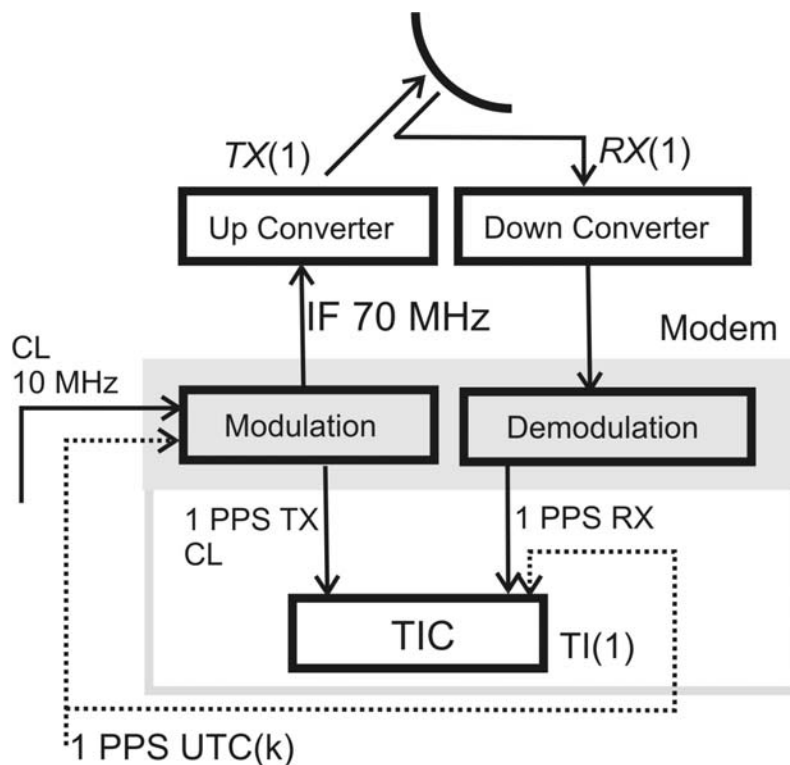 TX(1)
RX(1)
Up Converter
Down Converter
IF 70 MHz
Modem
CL
10 MHz
Modulation
Demodulation
1 PPS TX
CL
1 PPS RX
TIC
TI(1)
1 PPS UTC(k)